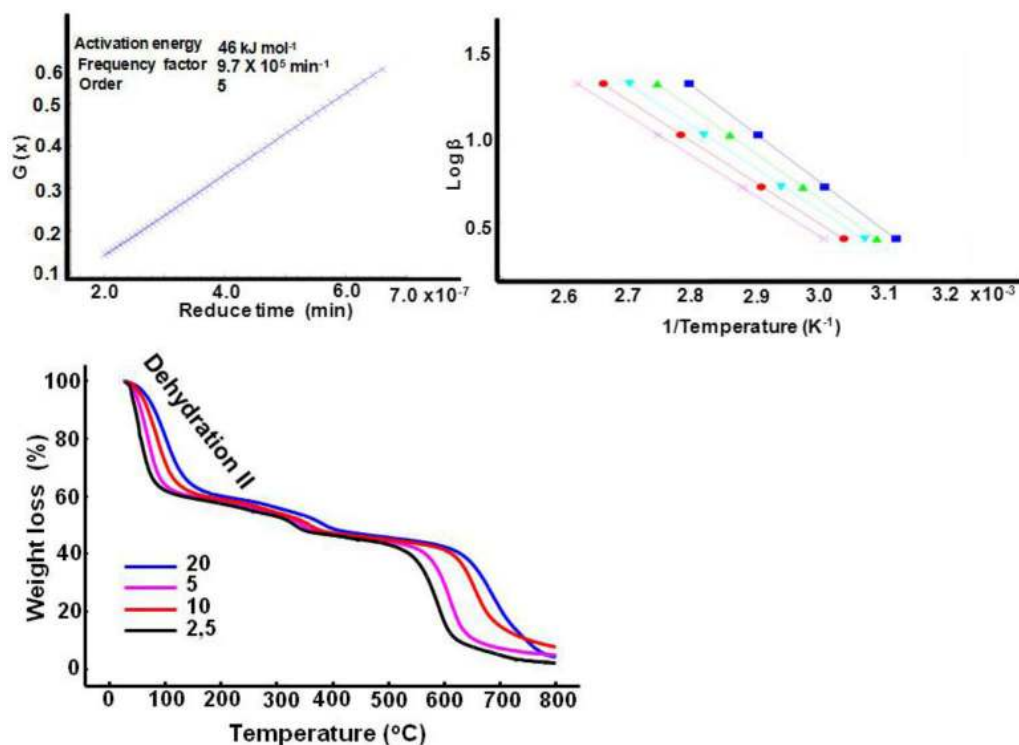 Activation energy 46 kJ mol-1
Frequency factor 9.7 X 10⁵ min-1
Order 5
G (x)
0.6
0.5
0.4
0.3
0.2
0.1
2.0 4.0 6.0 7.0 x10-7
Reduce time (min)
Log β
1.5
1.0
0.5
2.6 2.7 2.8 2.9 3.0 3.1 3.2 x10-3
1/Temperature (K-1)
Dehydration II
Weight loss (%)
100
80
60
40
20
0
20
5
10
2,5
0 100 200 300 400 500 600 700 800
Temperature (oC)